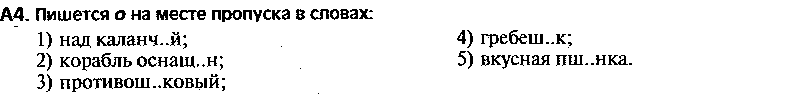 А4. Пишется о на месте пропуска в словах:
1) над каланч..й;
2) корабль оснащ..н;
3) противош..ковый;
4) гребеш..к;
5) вкусная пш..нка.